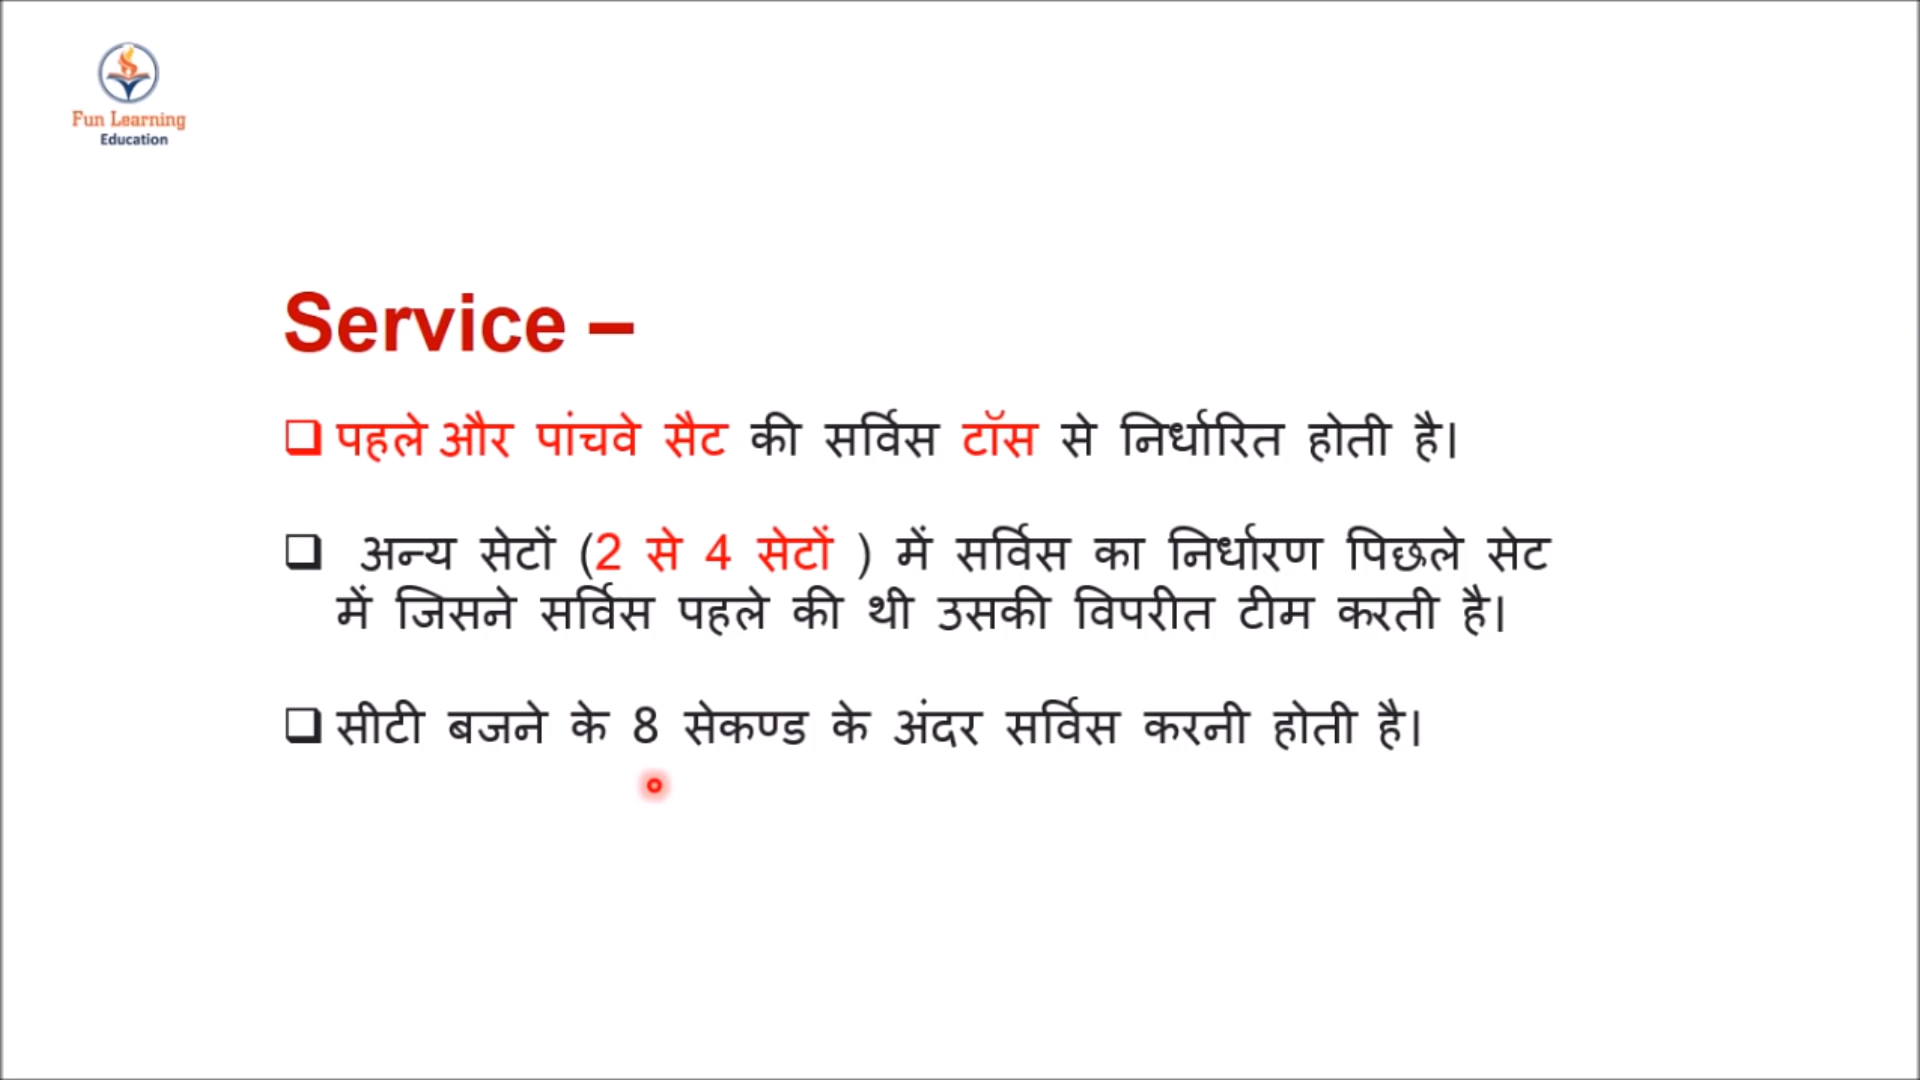 Fun Learning
Education
Service –
पहले और पांचवे सैट की सर्विस टॉस से निर्धारित होती है।
अन्य सेटों (2 से 4 सेटों ) में सर्विस का निर्धारण पिछले सेट
में जिसने सर्विस पहले की थी उसकी विपरीत टीम करती है।
सीटी बजने के 8 सेकण्ड के अंदर सर्विस करनी होती है।